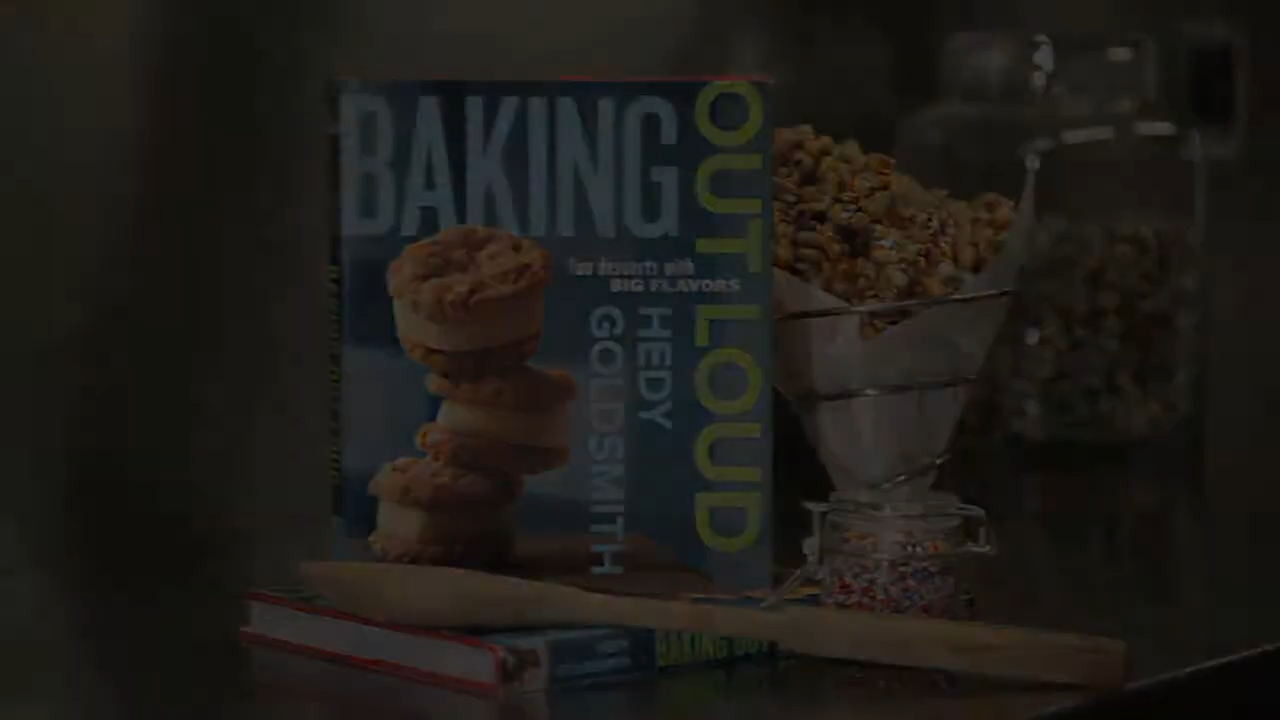 BAKING
OUT LOUD
fun desserts with
BIG FLAVORS
HEDY
GOLDSMITH
BAKING OUT